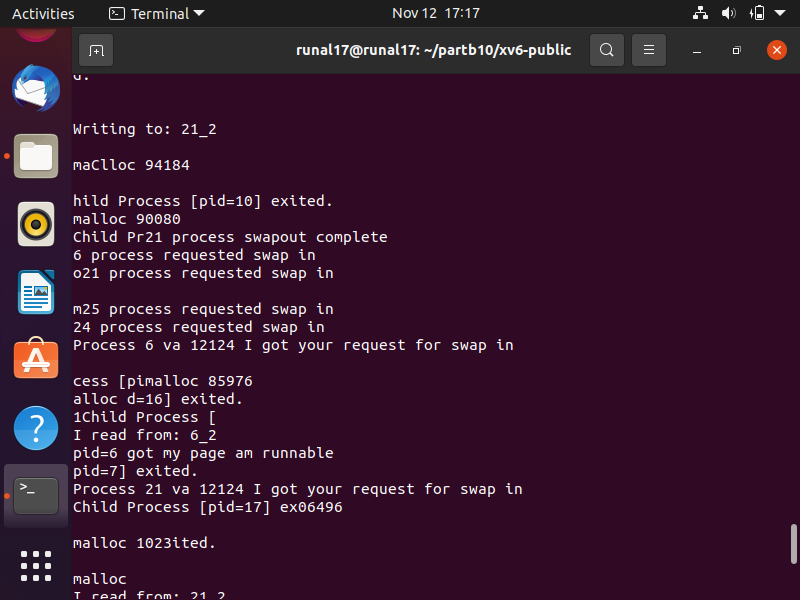 Activities
Terminal
Nov 12 17:17
runal17@runal17: ~/partb10/xv6-public
d.
Writing to: 21_2
maClloc 94184
hild Process [pid=10] exited.
malloc 90080
Child Pr21 process swapout complete
6 process requested swap in
o21 process requested swap in
m25 process requested swap in
24 process requested swap in
Process 6 va 12124 I got your request for swap in
cess [pimalloc 85976
alloc d=16] exited.
1Child Process [
I read from: 6_2
pid=6 got my page am runnable
pid=7] exited.
Process 21 va 12124 I got your request for swap in
Child Process [pid=17] ex06496
malloc 1023ited.
malloc
I read from: 21_2